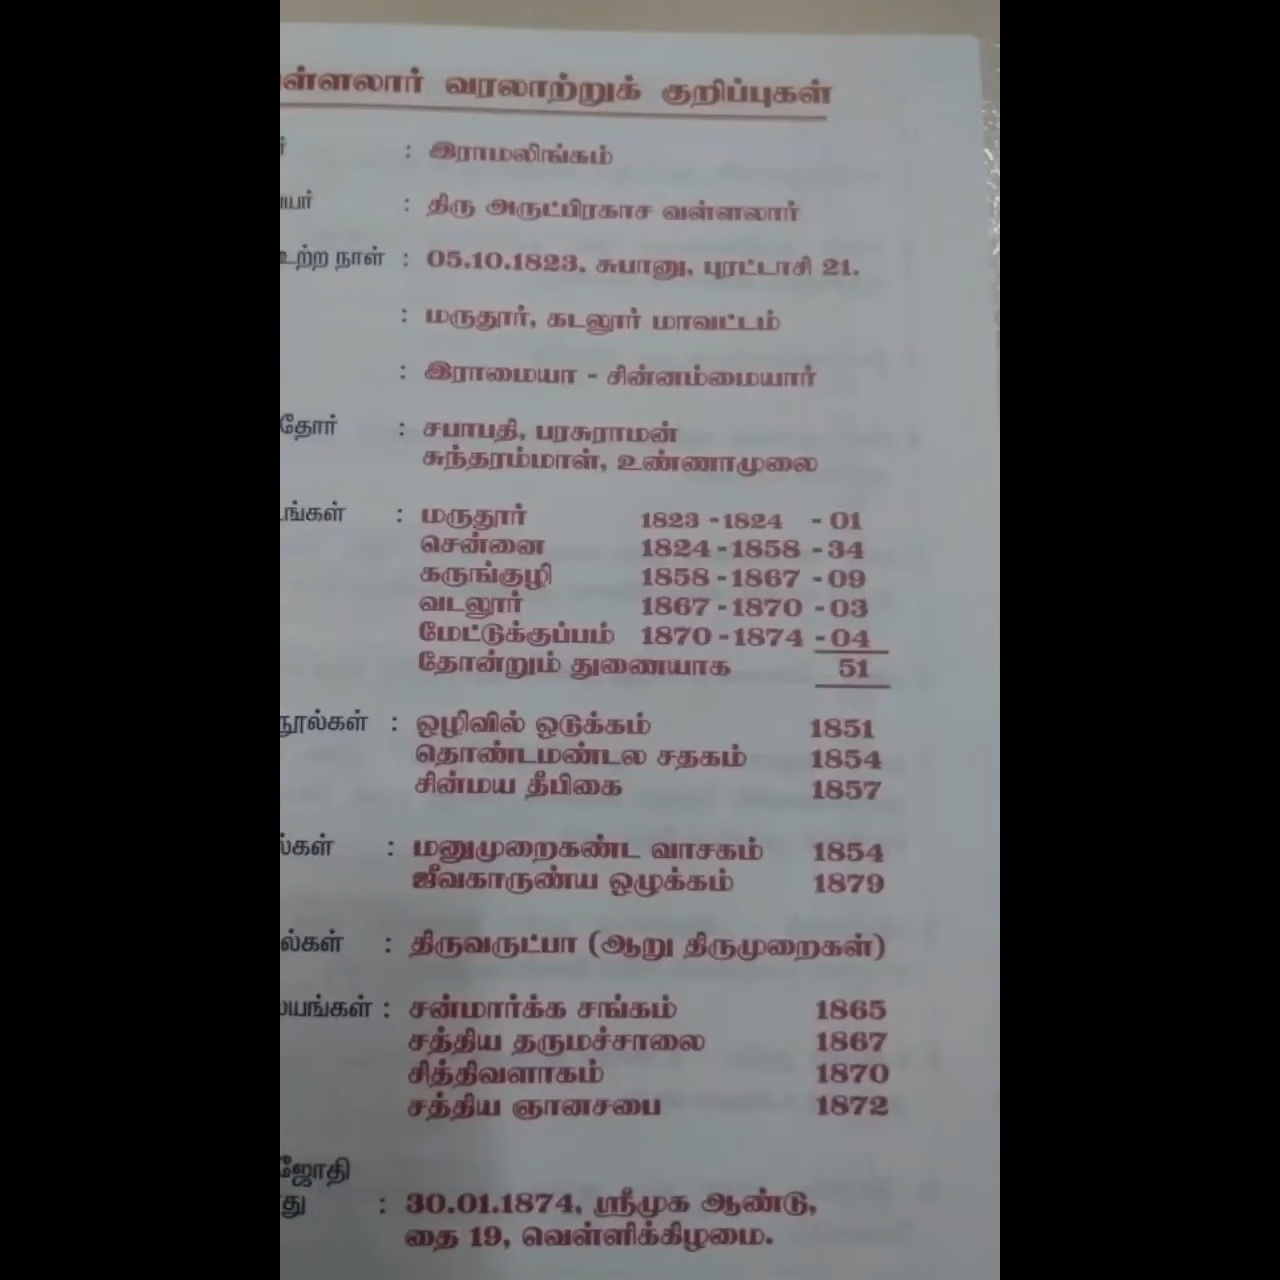 ள்ளலார் வரலாற்றுக் குறிப்புகள்
: இராமலிங்கம்
யர் : திரு அருட்பிரகாச வள்ளலார்
உற்ற நாள் : 05.10.1823, சுபானு, புரட்டாசி 21.
: மருதூர், கடலூர் மாவட்டம்
: இராமையா - சின்னம்மையார்
தோர் : சபாபதி, பரசுராமன்
சுந்தரம்மாள், உண்ணாமுலை
ங்கள் : மருதூர் 1823 - 1824 - 01
சென்னை 1824 - 1858 - 34
கருங்குழி 1858 - 1867 - 09
வடலூர் 1867 - 1870 - 03
மேட்டுக்குப்பம் 1870 - 1874 - 04
தோன்றும் துணையாக 51
நூல்கள் : ஒழிவில் ஒடுக்கம் 1851
தொண்டமண்டல சதகம் 1854
சின்மய தீபிகை 1857
ல்கள் : மனுமுறைகண்ட வாசகம் 1854
ஜீவகாருண்ய ஒழுக்கம் 1879
ல்கள் : திருவருட்பா (ஆறு திருமுறைகள்)
யங்கள் : சன்மார்க்க சங்கம் 1865
சத்திய தருமச்சாலை 1867
சித்திவளாகம் 1870
சத்திய ஞானசபை 1872
ஜோதி
து : 30.01.1874, ஸ்ரீமுக ஆண்டு,
தை 19, வெள்ளிக்கிழமை.